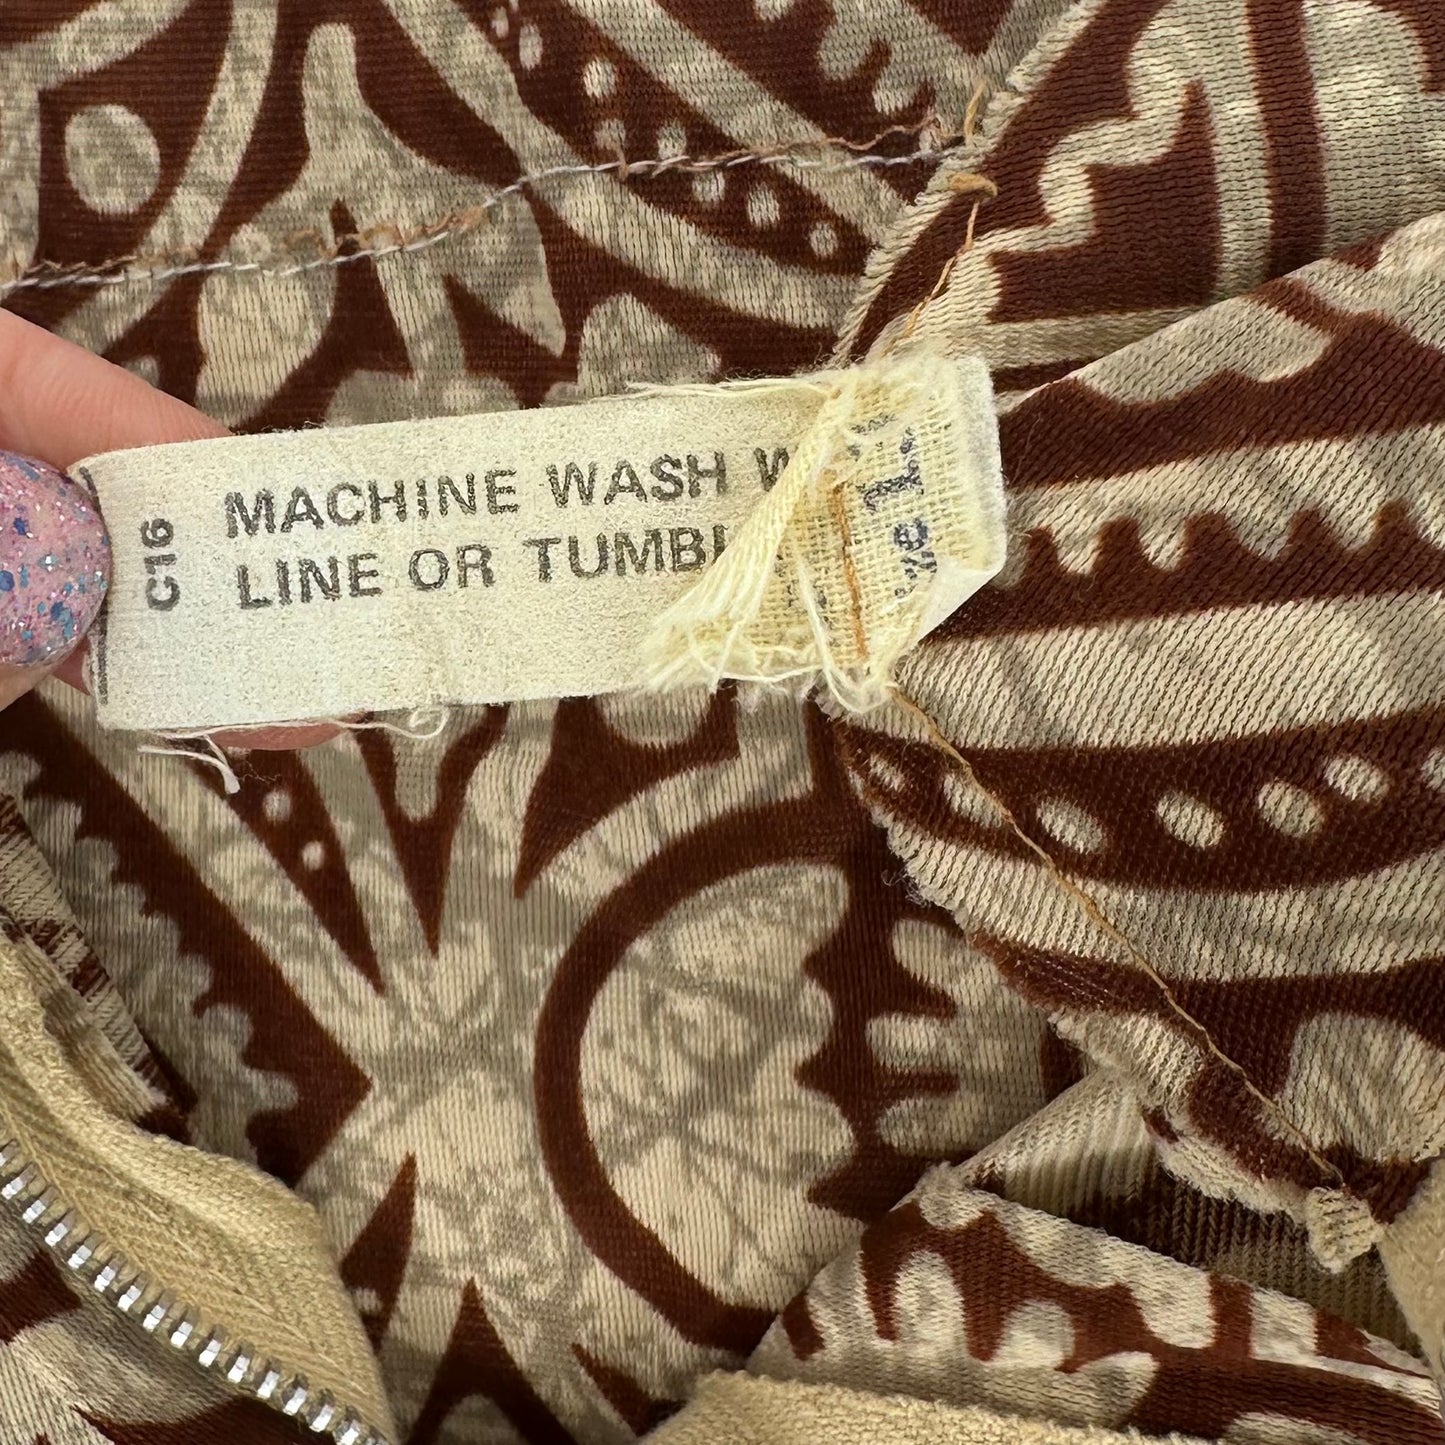 C16
MACHINE WASH W
LINE OR TUMBL